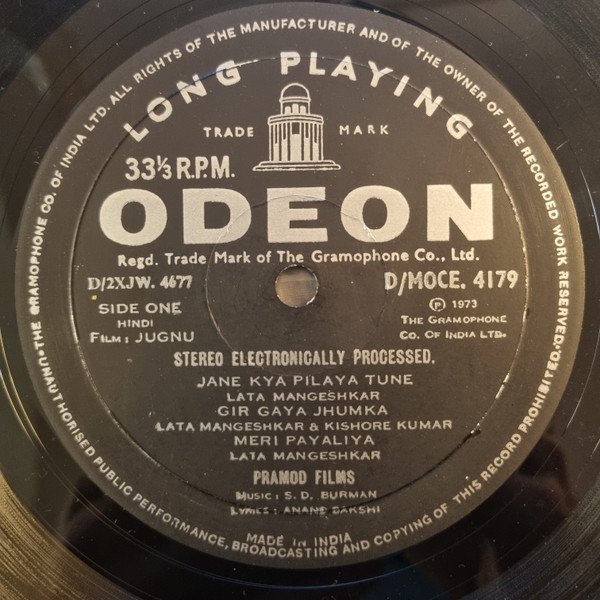 LONG PLAYING
TRADE MARK
33⅓ R.P.M.
ODEON
Regd. Trade Mark of The Gramophone Co., Ltd.
D/2XJW. 4677
D/MOCE. 4179
SIDE ONE
HINDI
FILM : JUGNU
℗ 1973
THE GRAMOPHONE
CO. OF INDIA LTD.
STEREO ELECTRONICALLY PROCESSED.
JANE KYA PILAYA TUNE
LATA MANGESHKAR
GIR GAYA JHUMKA
LATA MANGESHKAR & KISHORE KUMAR
MERI PAYALIYA
LATA MANGESHKAR
PRAMOD FILMS
MUSIC : S. D. BURMAN
LYRICS : ANAND BAKSHI
MADE IN INDIA
THE GRAMOPHONE CO. OF INDIA LTD. ALL RIGHTS OF THE MANUFACTURER AND OF THE OWNER OF THE RECORDED WORK RESERVED. UNAUTHORISED PUBLIC PERFORMANCE, BROADCASTING AND COPYING OF THIS RECORD PROHIBITED.